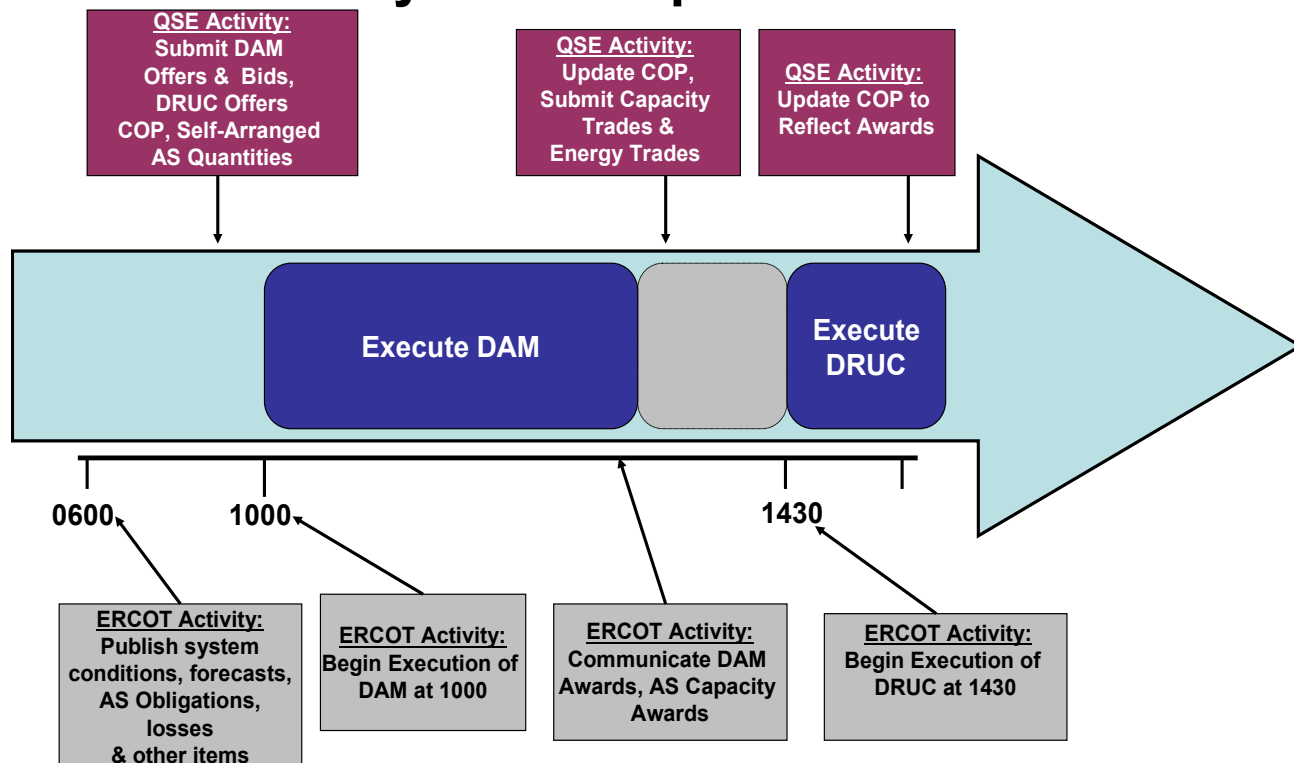 QSE Activity:
Submit DAM
Offers & Bids,
DRUC Offers
COP, Self-Arranged
AS Quantities
QSE Activity:
Update COP,
Submit Capacity
Trades &
Energy Trades
QSE Activity:
Update COP to
Reflect Awards
Execute DAM
Execute
DRUC
0600
1000
1430
ERCOT Activity:
Publish system
conditions, forecasts,
AS Obligations,
losses
& other items
ERCOT Activity:
Begin Execution of
DAM at 1000
ERCOT Activity:
Communicate DAM
Awards, AS Capacity
Awards
ERCOT Activity:
Begin Execution of
DRUC at 1430